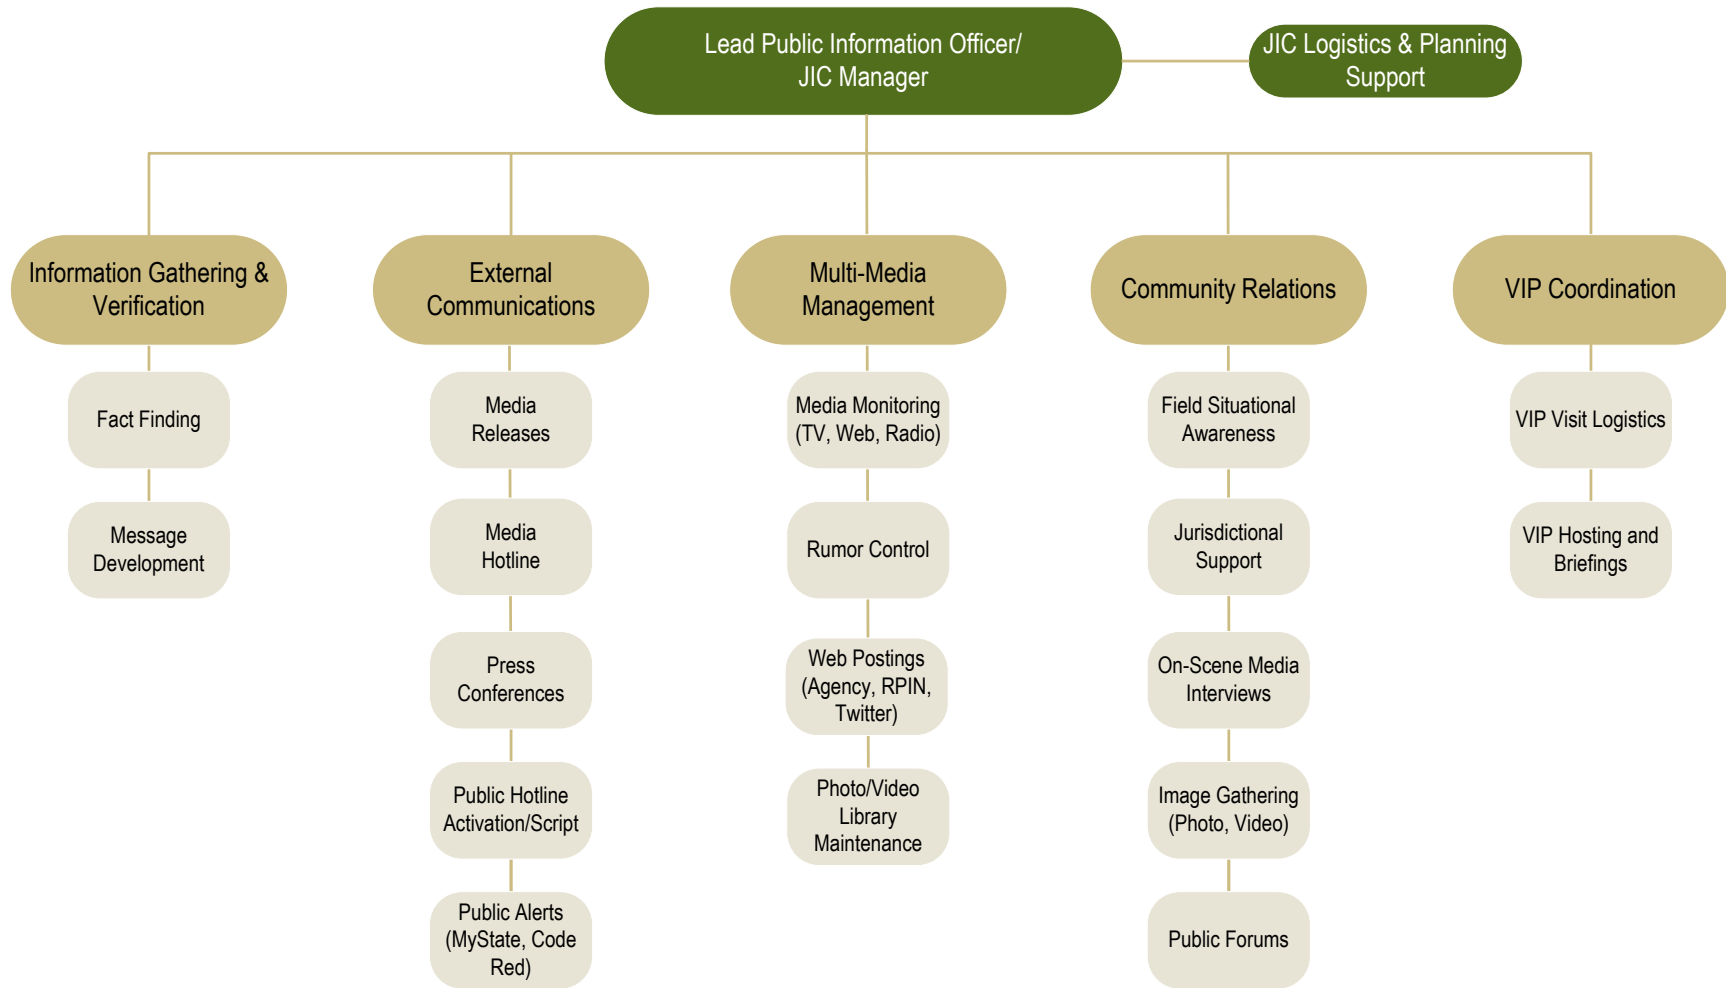 Lead Public Information Officer/
JIC Manager
JIC Logistics & Planning
Support
Information Gathering &
Verification
Fact Finding
Message
Development
External
Communications
Media
Releases
Media
Hotline
Press
Conferences
Public Hotline
Activation/Script
Public Alerts
(MyState, Code
Red)
Multi-Media
Management
Media Monitoring
(TV, Web, Radio)
Rumor Control
Web Postings
(Agency, RPIN,
Twitter)
Photo/Video
Library
Maintenance
Community Relations
Field Situational
Awareness
Jurisdictional
Support
On-Scene Media
Interviews
Image Gathering
(Photo, Video)
Public Forums
VIP Coordination
VIP Visit Logistics
VIP Hosting and
Briefings